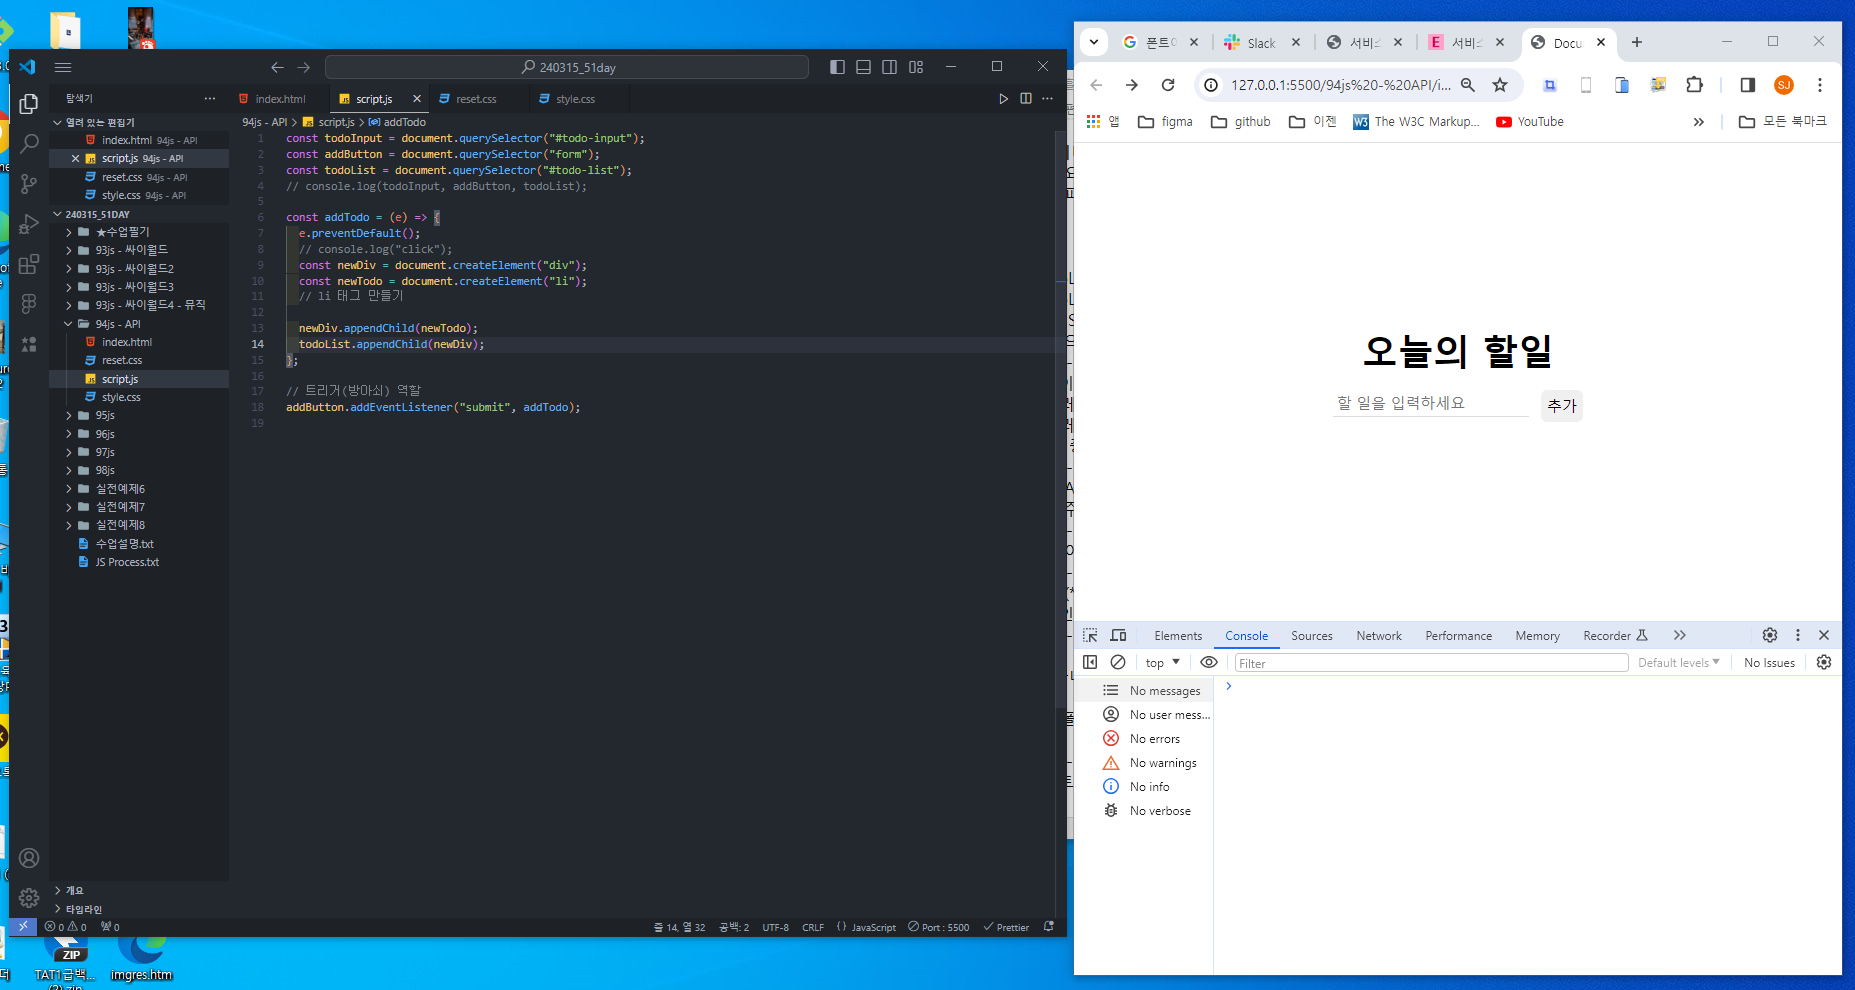 240315_51day
탐색기
index.html
script.js
reset.css
style.css
열려 있는 편집기
index.html 94js - API
script.js 94js - API
reset.css 94js - API
style.css 94js - API
240315_51DAY
★수업필기
93js - 싸이월드
93js - 싸이월드2
93js - 싸이월드3
93js - 싸이월드4 - 뮤직
94js - API
index.html
reset.css
script.js
style.css
95js
96js
97js
98js
실전예제6
실전예제7
실전예제8
수업설명.txt
JS Process.txt
개요
타임라인
94js - API > script.js > addTodo
1 const todoInput = document.querySelector("#todo-input");
2 const addButton = document.querySelector("form");
3 const todoList = document.querySelector("#todo-list");
4 // console.log(todoInput, addButton, todoList);
5
6 const addTodo = (e) => {
7 e.preventDefault();
8 // console.log("click");
9 const newDiv = document.createElement("div");
10 const newTodo = document.createElement("li");
11 // li 태그 만들기
12
13 newDiv.appendChild(newTodo);
14 todoList.appendChild(newDiv);
15 };
16
17 // 트리거(방아쇠) 역할
18 addButton.addEventListener("submit", addTodo);
19
0 0 0
줄 14, 열 32 공백: 2 UTF-8 CRLF {} JavaScript Port : 5500 Prettier
ZIP
TAT1급백...
imgres.htm
Slack
서비스
E 서비스
Docu
127.0.0.1:5500/94js%20-%20API/i...
SJ
앱 figma github 이젠 W3 The W3C Markup... YouTube
모든 북마크
오늘의 할일
할 일을 입력하세요
추가
Elements Console Sources Network Performance Memory Recorder
top Filter Default levels No Issues
No messages
No user mess...
No errors
No warnings
No info
No verbose